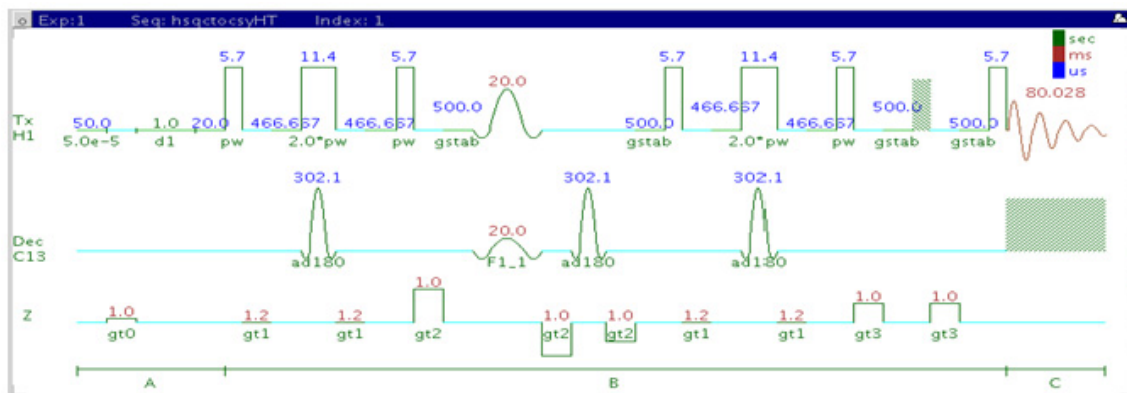 Exp:1 Seq: hsqctocsyHT Index: 1
sec
ms
us
5.7 11.4 5.7 20.0 5.7 11.4 5.7 5.7
80.028
Tx
H1
50.0 1.0 20.0 466.667 466.667 500.0 500.0 466.667 466.667 500.0 500.0
5.0e-5 d1 pw 2.0*pw pw gstab gstab pw 2.0*pw pw gstab gstab
302.1 302.1 302.1
20.0
Dec
C13
ad180 F1_1 ad180 ad180
Z
1.0 1.2 1.2 1.0 1.0 1.0 1.2 1.2 1.0 1.0
gt0 gt1 gt1 gt2 gt2 gt2 gt1 gt1 gt3 gt3
A B C